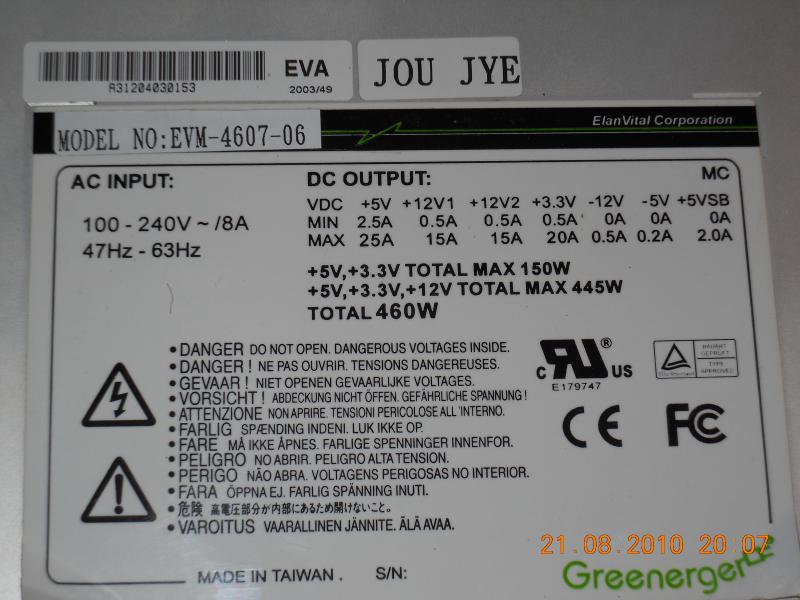 A31204030153
EVA
2003/49
JOU JYE
MODEL NO:EVM-4607-06
ElanVital Corporation
AC INPUT:
100 - 240V ~ /8A
47Hz - 63Hz
DC OUTPUT: MC
VDC +5V +12V1 +12V2 +3.3V -12V -5V +5VSB
MIN 2.5A 0.5A 0.5A 0.5A 0A 0A 0A
MAX 25A 15A 15A 20A 0.5A 0.2A 2.0A
+5V,+3.3V TOTAL MAX 150W
+5V,+3.3V,+12V TOTAL MAX 445W
TOTAL 460W
• DANGER DO NOT OPEN. DANGEROUS VOLTAGES INSIDE.
• DANGER ! NE PAS OUVRIR. TENSIONS DANGEREUSES.
• GEVAAR ! NIET OPENEN GEVAARLIJKE VOLTAGES.
• VORSICHT ! ABDECKUNG NICHT ÖFFEN. GEFÄHRLICHE SPANNUNG !
• ATTENZIONE NON APRIRE. TENSIONI PERICOLOSE ALL'INTERNO.
• FARLIG SPÆNDING INDENI. LUK IKKE OP.
• FARE MÅ IKKE ÅPNES. FARLIGE SPENNINGER INNENFOR.
• PELIGRO NO ABRIR. PELIGRO ALTA TENSION.
• PERIGO NÃO ABRA. VOLTAGENS PERIGOSAS NO INTERIOR.
• FARA ÖPPNA EJ. FARLIG SPÄNNING INUTI.
•危険 高電圧部分が内部にあるため開けないこと。
• VAROITUS VAARALLINEN JÄNNITE. ÄLÄ AVAA.
c RU ® US
E179747
BAUART
GEPRÜFT
TYPE
APPROVED
CE FC
MADE IN TAIWAN . S/N:
21.08.2010 20:07
Greenerger